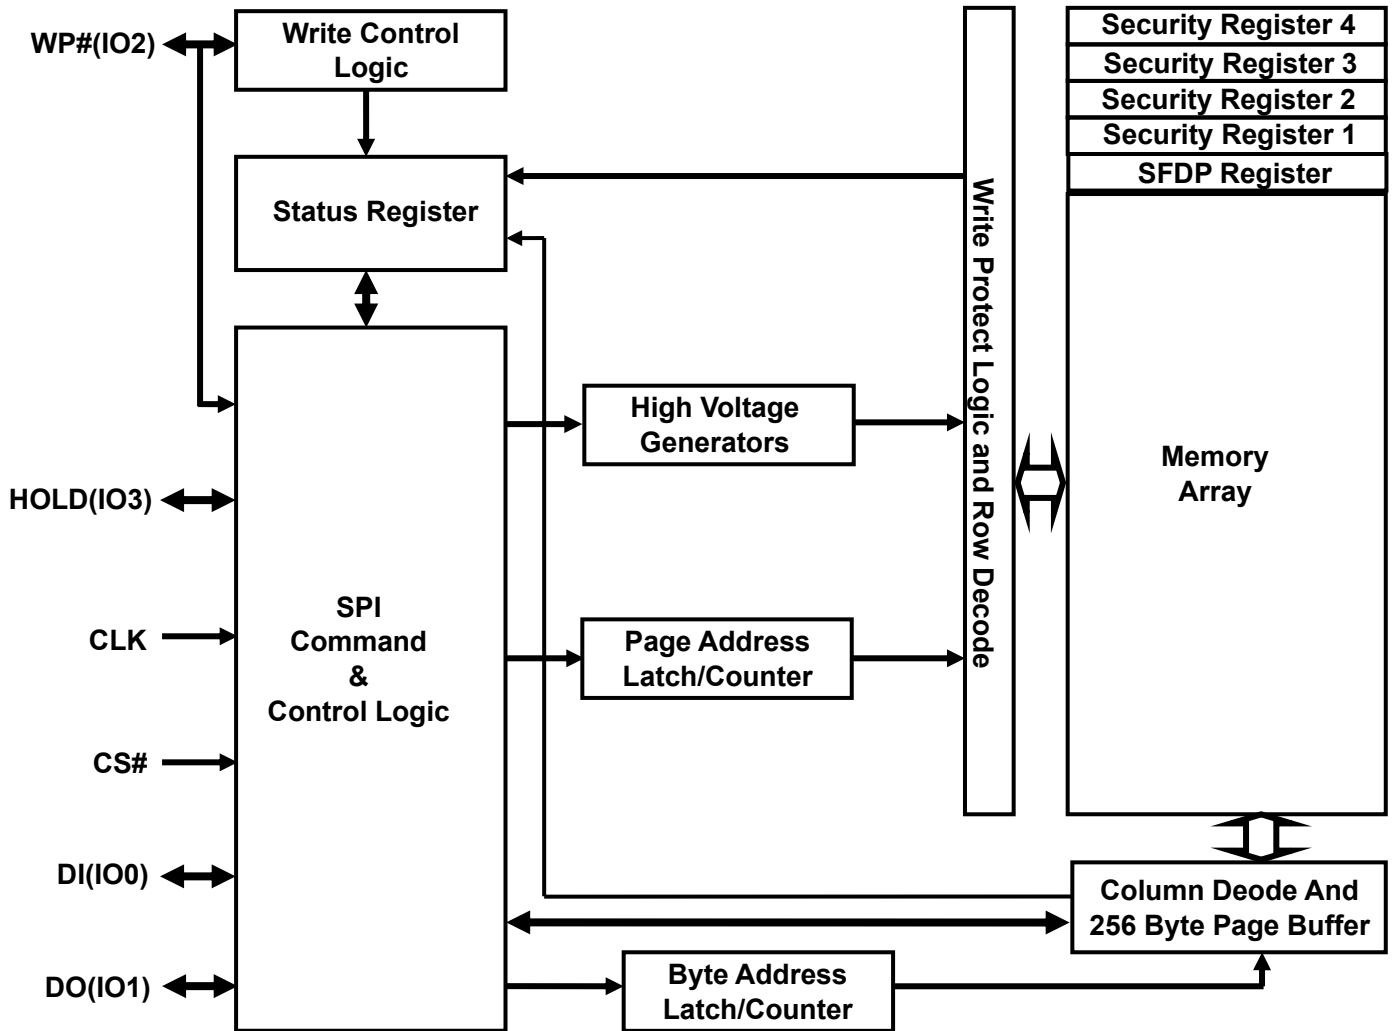 WP#(IO2)
Write Control
Logic
Security Register 4
Security Register 3
Security Register 2
Security Register 1
SFDP Register
Status Register
Write Protect Logic and Row Decode
High Voltage
Generators
Memory
Array
HOLD(IO3)
SPI
Command
&
Control Logic
CLK
Page Address
Latch/Counter
CS#
DI(IO0)
Column Deode And
256 Byte Page Buffer
DO(IO1)
Byte Address
Latch/Counter